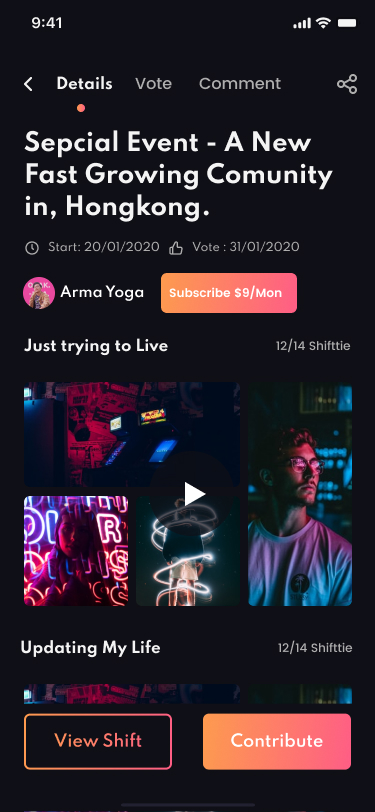 9:41
Details Vote Comment
Sepcial Event - A New
Fast Growing Comunity
in, Hongkong.
Start: 20/01/2020 Vote : 31/01/2020
Arma Yoga Subscribe $9/Mon
Just trying to Live 12/14 Shifttie
Updating My Life 12/14 Shifttie
View Shift Contribute